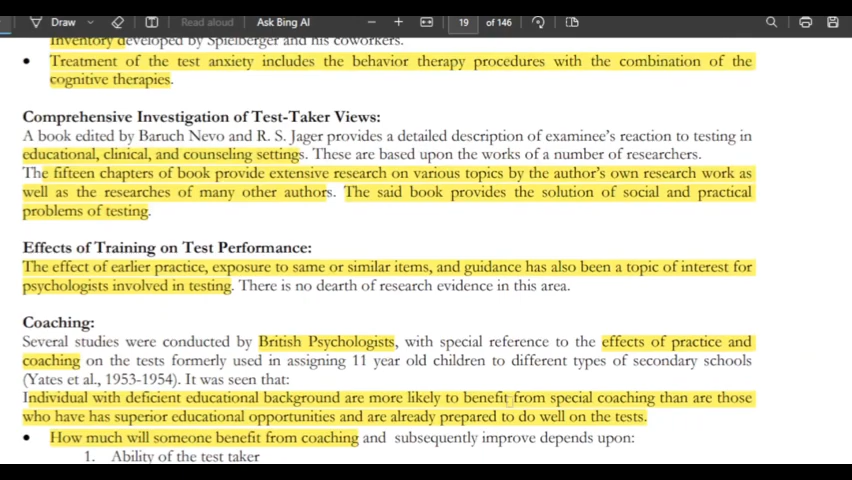 Draw
Read aloud
Ask Bing AI
19
of 146
Inventory developed by Spielberger and his coworkers.
• Treatment of the test anxiety includes the behavior therapy procedures with the combination of the
cognitive therapies.
Comprehensive Investigation of Test-Taker Views:
A book edited by Baruch Nevo and R. S. Jager provides a detailed description of examinee's reaction to testing in
educational, clinical, and counseling settings. These are based upon the works of a number of researchers.
The fifteen chapters of book provide extensive research on various topics by the author's own research work as
well as the researches of many other authors. The said book provides the solution of social and practical
problems of testing.
Effects of Training on Test Performance:
The effect of earlier practice, exposure to same or similar items, and guidance has also been a topic of interest for
psychologists involved in testing. There is no dearth of research evidence in this area.
Coaching:
Several studies were conducted by British Psychologists, with special reference to the effects of practice and
coaching on the tests formerly used in assigning 11 year old children to different types of secondary schools
(Yates et al., 1953-1954). It was seen that:
Individual with deficient educational background are more likely to benefit from special coaching than are those
who have has superior educational opportunities and are already prepared to do well on the tests.
• How much will someone benefit from coaching and subsequently improve depends upon:
1. Ability of the test taker